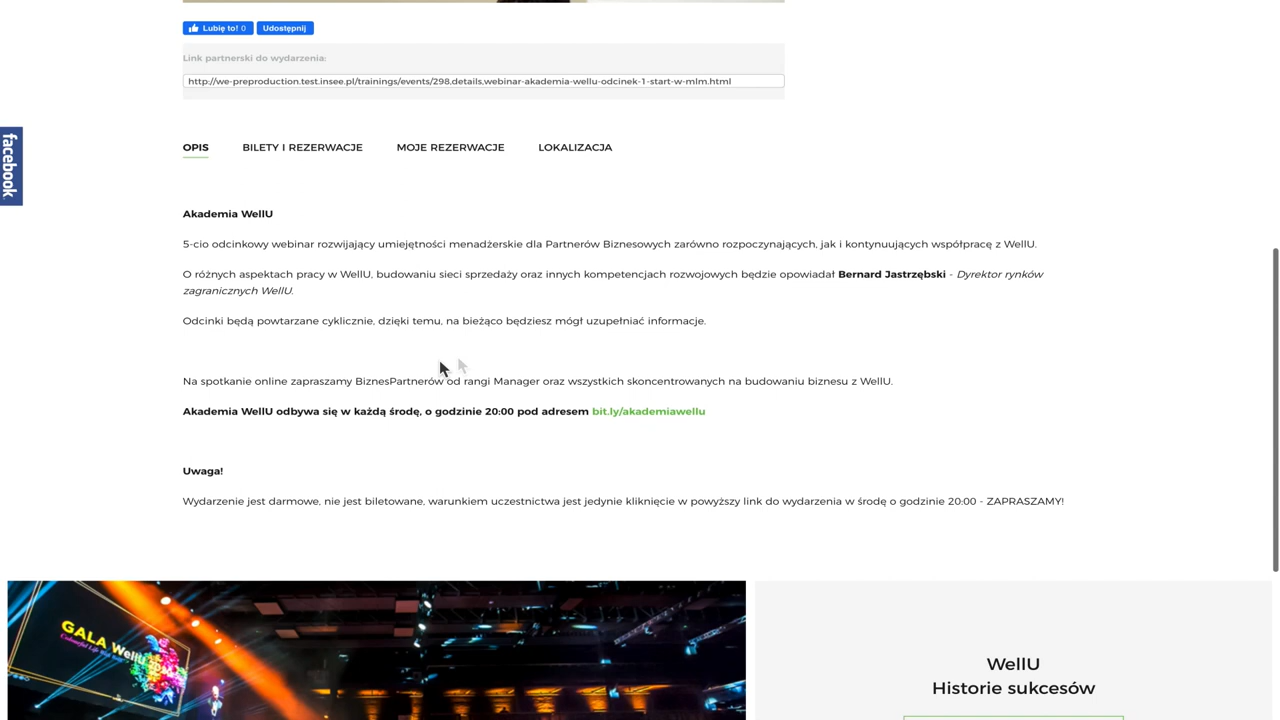 Lubię to! 0 Udostępnij
Link partnerski do wydarzenia:
http://we-preproduction.test.insee.pl/trainings/events/298,details,webinar-akademia-wellu-odcinek-1-start-w-mlm.html
facebook
OPIS BILETY I REZERWACJE MOJE REZERWACJE LOKALIZACJA
Akademia WellU
5-cio odcinkowy webinar rozwijający umiejętności menadżerskie dla Partnerów Biznesowych zarówno rozpoczynających, jak i kontynuujących współpracę z WellU.
O różnych aspektach pracy w WellU, budowaniu sieci sprzedaży oraz innych kompetencjach rozwojowych będzie opowiadał Bernard Jastrzębski - Dyrektor rynków
zagranicznych WellU.
Odcinki będą powtarzane cyklicznie, dzięki temu, na bieżąco będziesz mógł uzupełniać informacje.
Na spotkanie online zapraszamy BiznesPartnerów od rangi Manager oraz wszystkich skoncentrowanych na budowaniu biznesu z WellU.
Akademia WellU odbywa się w każdą środę, o godzinie 20:00 pod adresem bit.ly/akademiawellu
Uwaga!
Wydarzenie jest darmowe, nie jest biletowane, warunkiem uczestnictwa jest jedynie kliknięcie w powyższy link do wydarzenia w środę o godzinie 20:00 - ZAPRASZAMY!
GALA WellU
WellU
Historie sukcesów